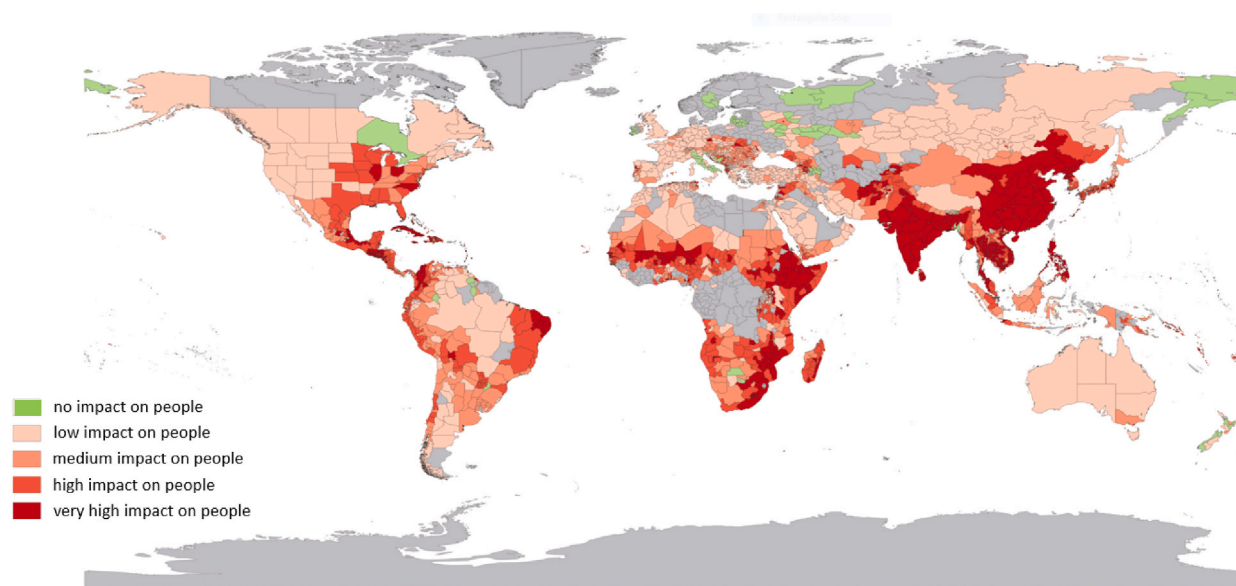 no impact on people
low impact on people
medium impact on people
high impact on people
very high impact on people